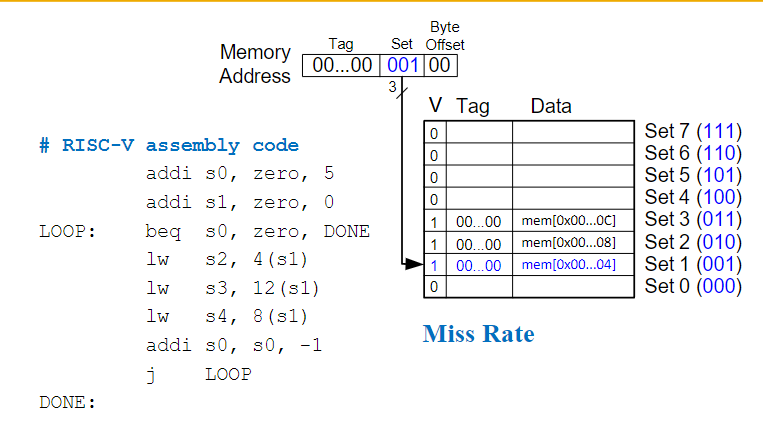 Byte
Tag Set Offset
Memory Address 00...00 001 00
3
V Tag Data
0 Set 7 (111)
0 Set 6 (110)
0 Set 5 (101)
0 Set 4 (100)
1 00...00 mem[0x00...0C] Set 3 (011)
1 00...00 mem[0x00...08] Set 2 (010)
1 00...00 mem[0x00...04] Set 1 (001)
0 Set 0 (000)
Miss Rate
# RISC-V assembly code
addi s0, zero, 5
addi s1, zero, 0
LOOP: beq s0, zero, DONE
lw s2, 4(s1)
lw s3, 12(s1)
lw s4, 8(s1)
addi s0, s0, -1
j LOOP
DONE: